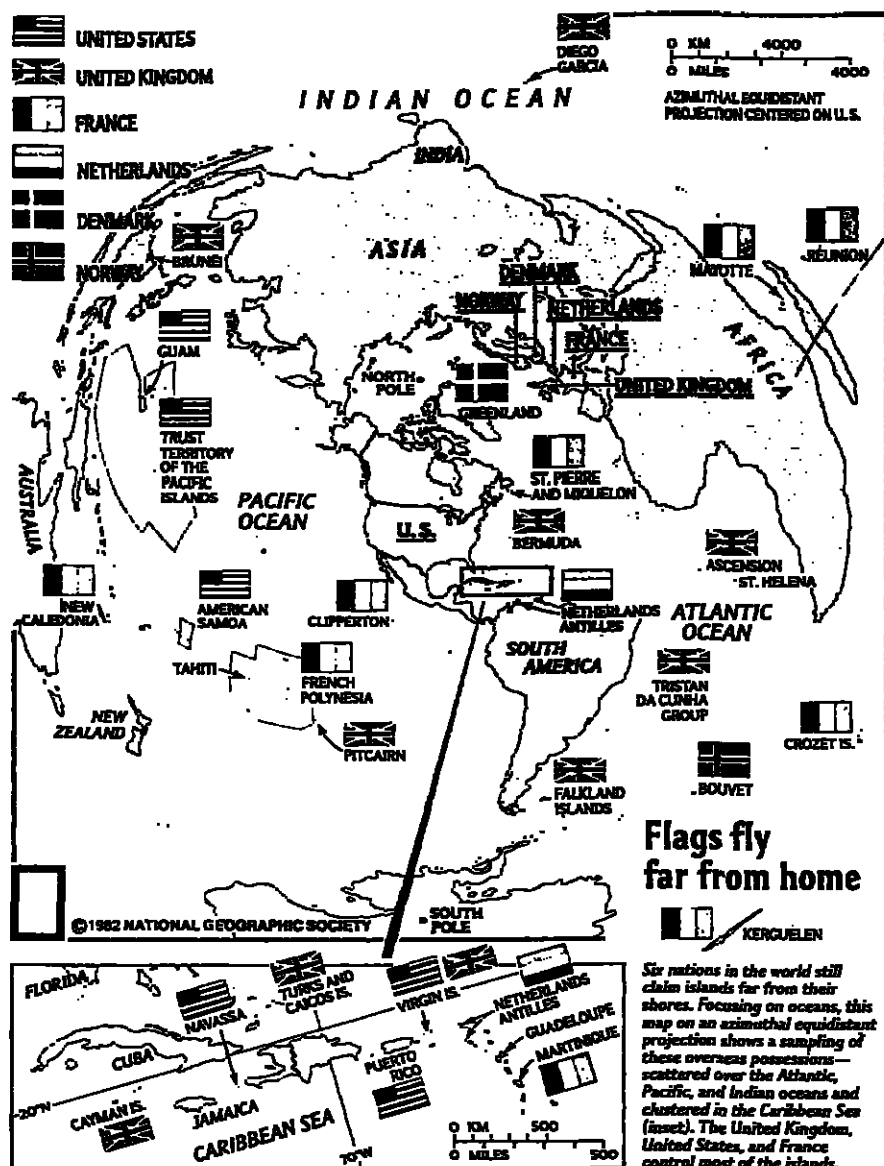 UNITED STATES
UNITED KINGDOM
FRANCE
NETHERLANDS
DENMARK
NORWAY
DIEGO
GARCIA
0 KM 4000
0 MILES 4000
AZIMUTHAL EQUIDISTANT
PROJECTION CENTERED ON U.S.
INDIAN OCEAN
INDIA
ASIA
BRUNEI
DENMARK
NORWAY
NETHERLANDS
FRANCE
UNITED KINGDOM
MAYOTTE
RÉUNION
AFRICA
GUAM
NORTH
POLE
GREENLAND
TRUST
TERRITORY
OF THE
PACIFIC
ISLANDS
AUSTRALIA
PACIFIC
OCEAN
ST. PIERRE
AND MIQUELON
U.S.
BERMUDA
ASCENSION
ST. HELENA
NEW
CALEDONIA
AMERICAN
SAMOA
CLIPPERTON
NETHERLANDS
ANTILLES
ATLANTIC
OCEAN
SOUTH
AMERICA
TAHITI
FRENCH
POLYNESIA
TRISTAN
DA CUNHA
GROUP
NEW
ZEALAND
PITCAIRN
CROZET IS.
FALKLAND
ISLANDS
BOUVET
Flags fly
far from home
©1982 NATIONAL GEOGRAPHIC SOCIETY
SOUTH
POLE
KERGUELEN
FLORIDA
NAVASSA
TURKS AND
CAICOS IS.
VIRGIN IS.
NETHERLANDS
ANTILLES
GUADELOUPE
MARTINIQUE
CUBA
PUERTO
RICO
20°N
CAYMAN IS.
JAMAICA
CARIBBEAN SEA
70°W
0 KM 500
0 MILES 500
Six nations in the world still
claim islands far from their
shores. Focusing on oceans, this
map on an azimuthal equidistant
projection shows a sampling of
these overseas possessions—
scattered over the Atlantic,
Pacific, and Indian oceans and
clustered in the Caribbean Sea
(inset). The United Kingdom,
United States, and France
control most of the islands.